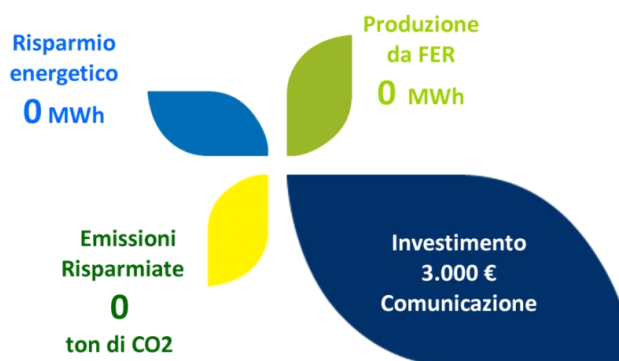 Risparmio
energetico
0 MWh
Produzione
da FER
0 MWh
Emissioni
Risparmiate
0
ton di CO2
Investimento
3.000 €
Comunicazione